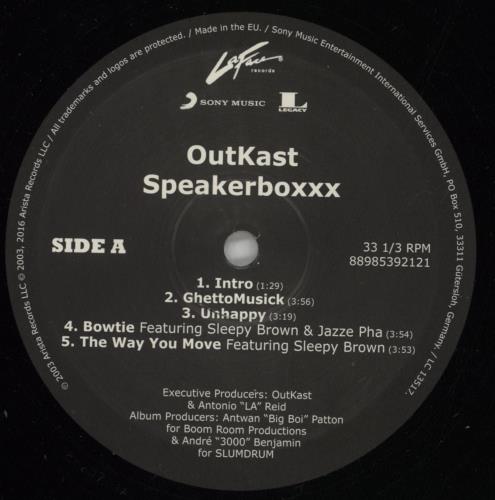 ℗ 2003 Arista Records LLC © 2003, 2016 Arista Records LLC / All trademarks and logos are protected. / Made in the EU. / Sony Music Entertainment International Services GmbH, PO Box 510, 33311 Gütersloh, Germany. / LC 13517.
LaFace
records
SONY MUSIC
L
LEGACY
OutKast
Speakerboxxx
SIDE A
33 1/3 RPM
88985392121
1. Intro (1:29)
2. GhettoMusick (3:56)
3. Unhappy (3:19)
4. Bowtie Featuring Sleepy Brown & Jazze Pha (3:54)
5. The Way You Move Featuring Sleepy Brown (3:53)
Executive Producers: OutKast
& Antonio "LA" Reid
Album Producers: Antwan "Big Boi" Patton
for Boom Room Productions
& André "3000" Benjamin
for SLUMDRUM